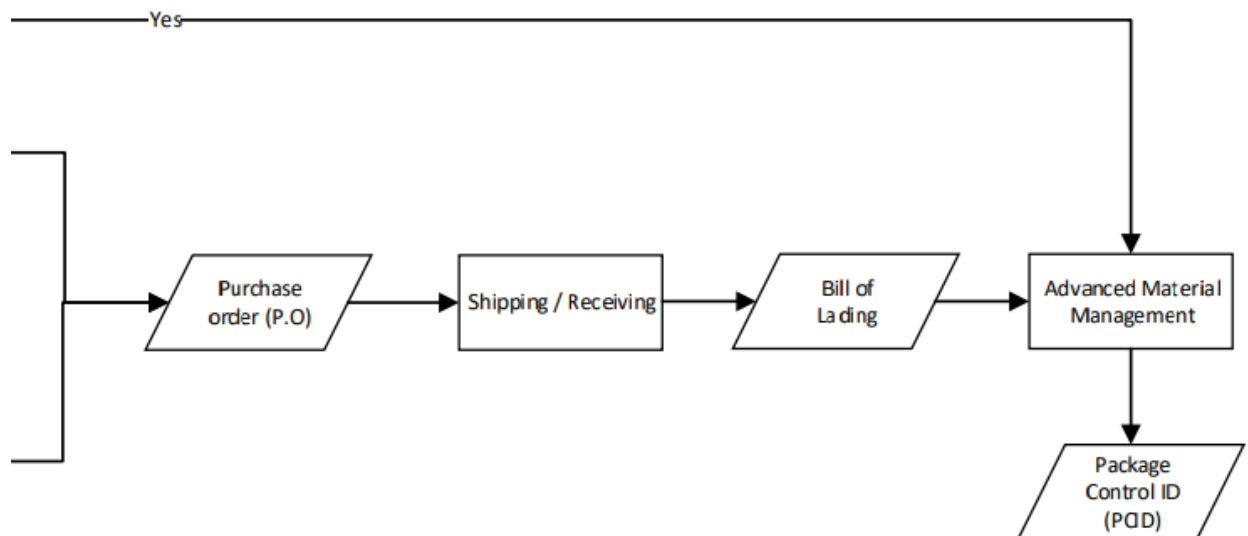 Yes
Purchase
order (P.O)
Shipping / Receiving
Bill of
Lading
Advanced Material
Management
Package
Control ID
(PCID)